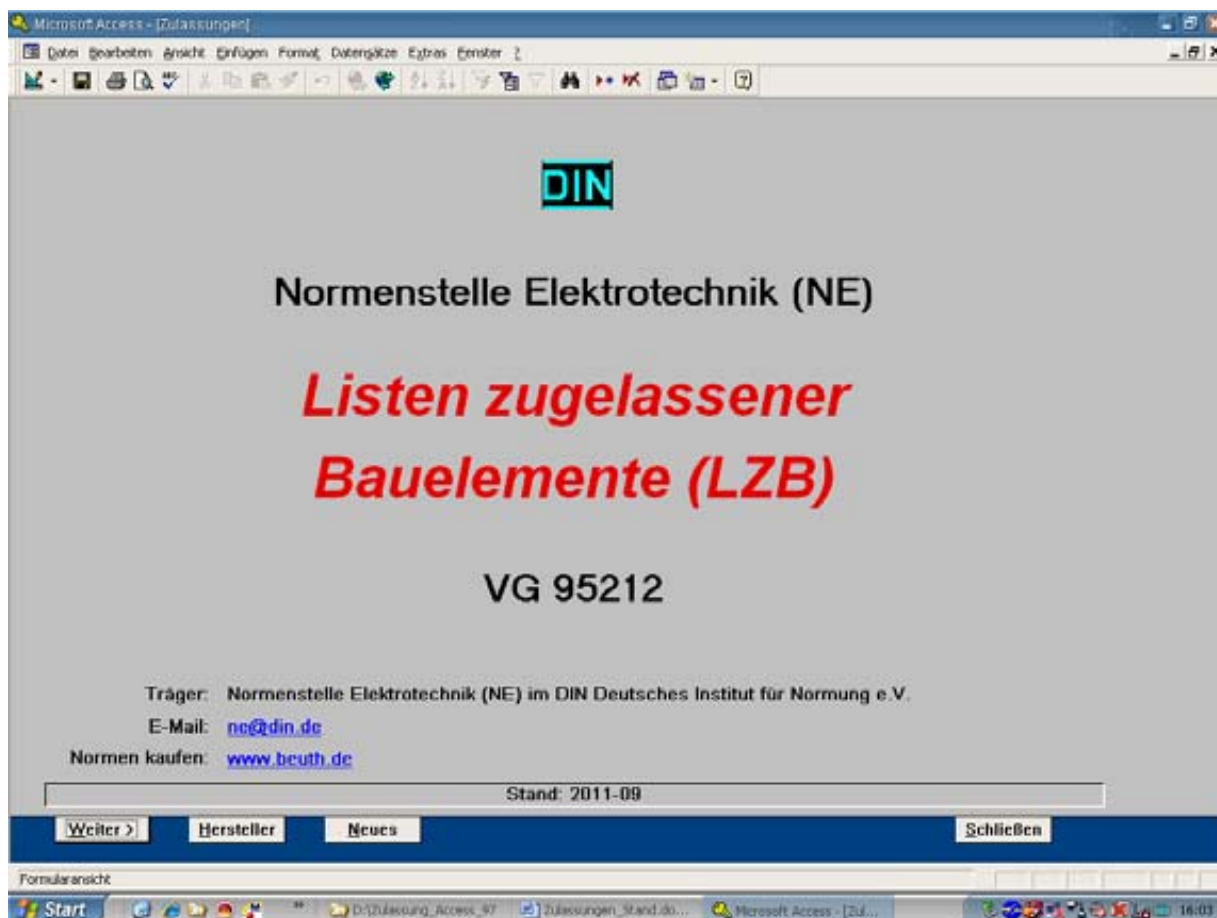 Microsoft Access - [Zulassungen]
Datei Bearbeiten Ansicht Einfügen Format Datensätze Extras Fenster ?
DIN
Normenstelle Elektrotechnik (NE)
Listen zugelassener
Bauelemente (LZB)
VG 95212
Träger: Normenstelle Elektrotechnik (NE) im DIN Deutsches Institut für Normung e.V.
E-Mail: ne@din.de
Normen kaufen: www.beuth.de
Stand: 2011-09
Weiter > Hersteller Neues Schließen
Formularansicht
Start D:\Zulassung_Access_97 Zulassungen_Stand.do... Microsoft Access - [Zul... 16:03